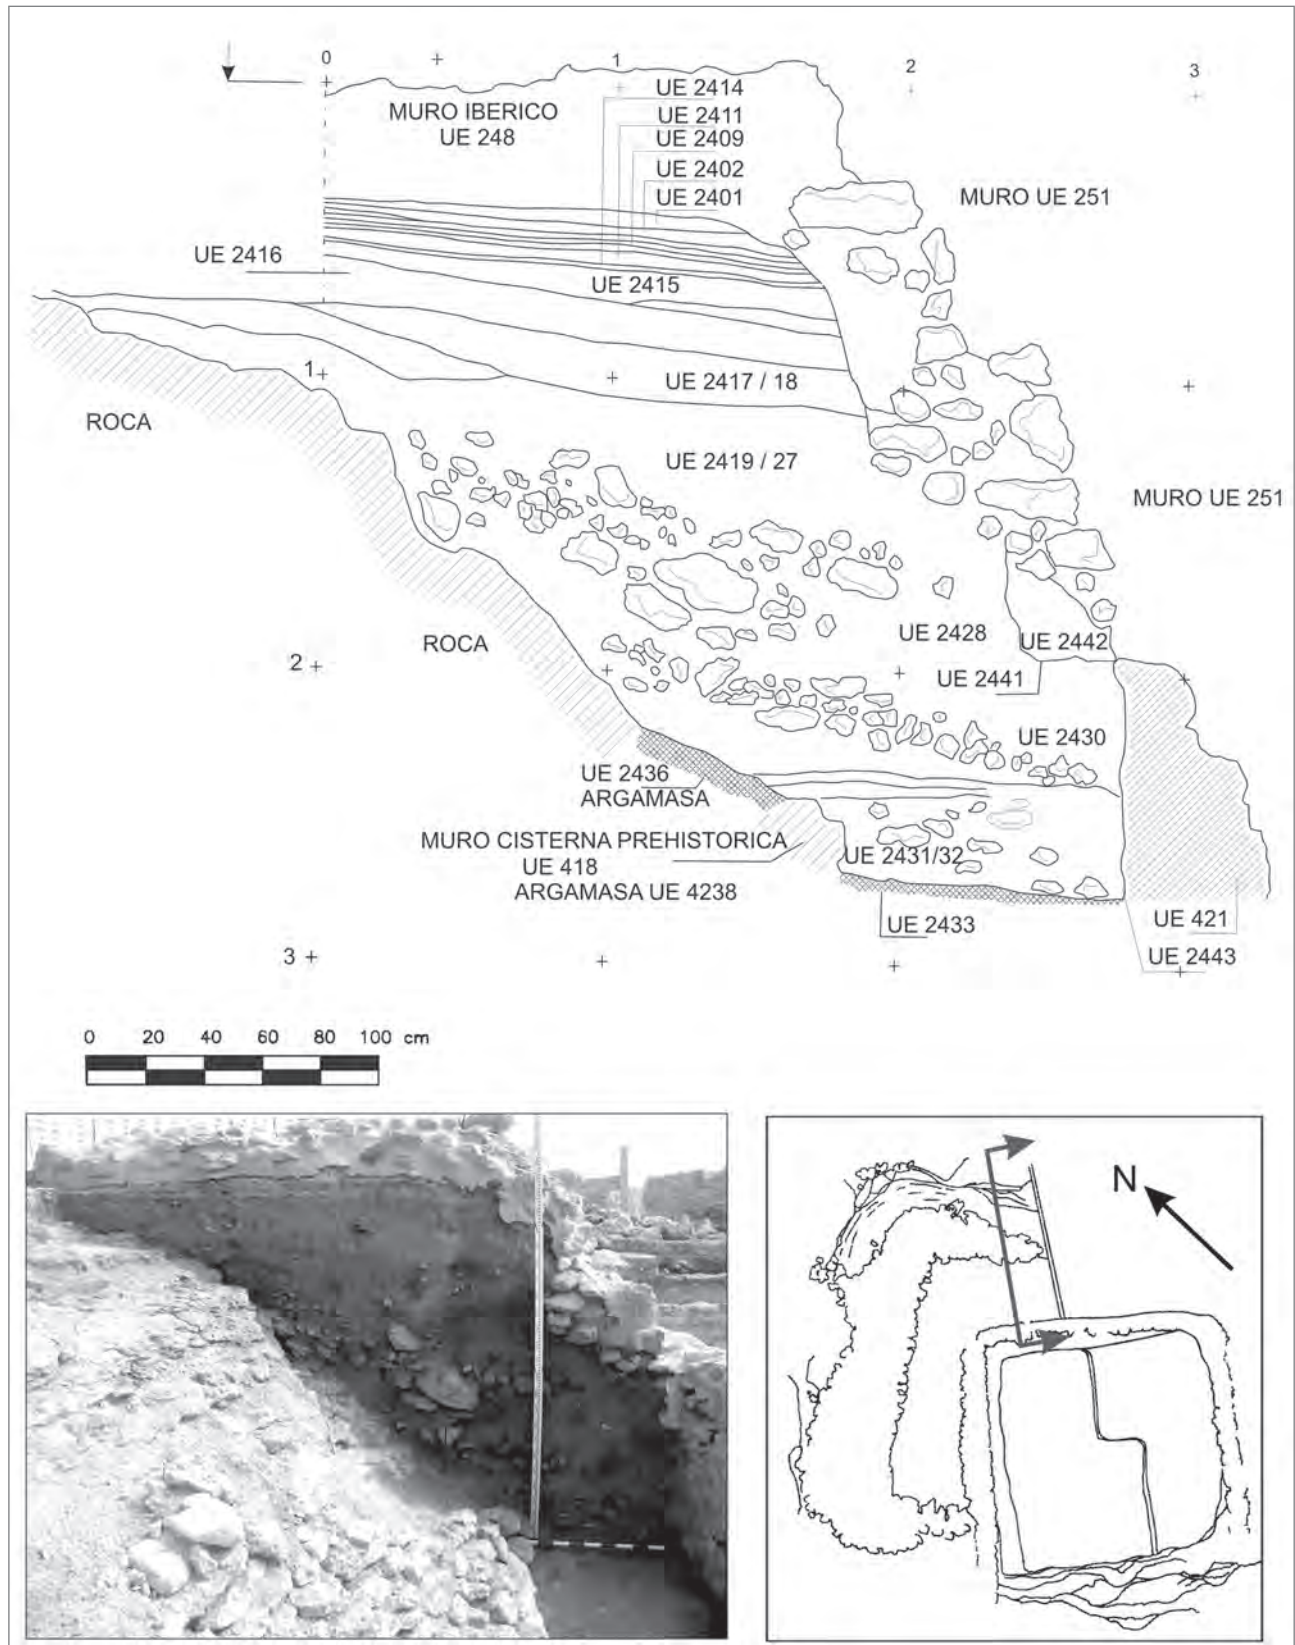 0
1
2
3
UE 2414
MURO IBERICO
UE 248
UE 2411
UE 2409
UE 2402
UE 2401
MURO UE 251
UE 2416
UE 2415
1
UE 2417 / 18
ROCA
UE 2419 / 27
MURO UE 251
ROCA
UE 2428
UE 2442
2
UE 2441
UE 2430
UE 2436
ARGAMASA
MURO CISTERNA PREHISTORICA
UE 418
ARGAMASA UE 4238
UE 2431/32
UE 2433
UE 421
UE 2443
3
0 20 40 60 80 100 cm
N